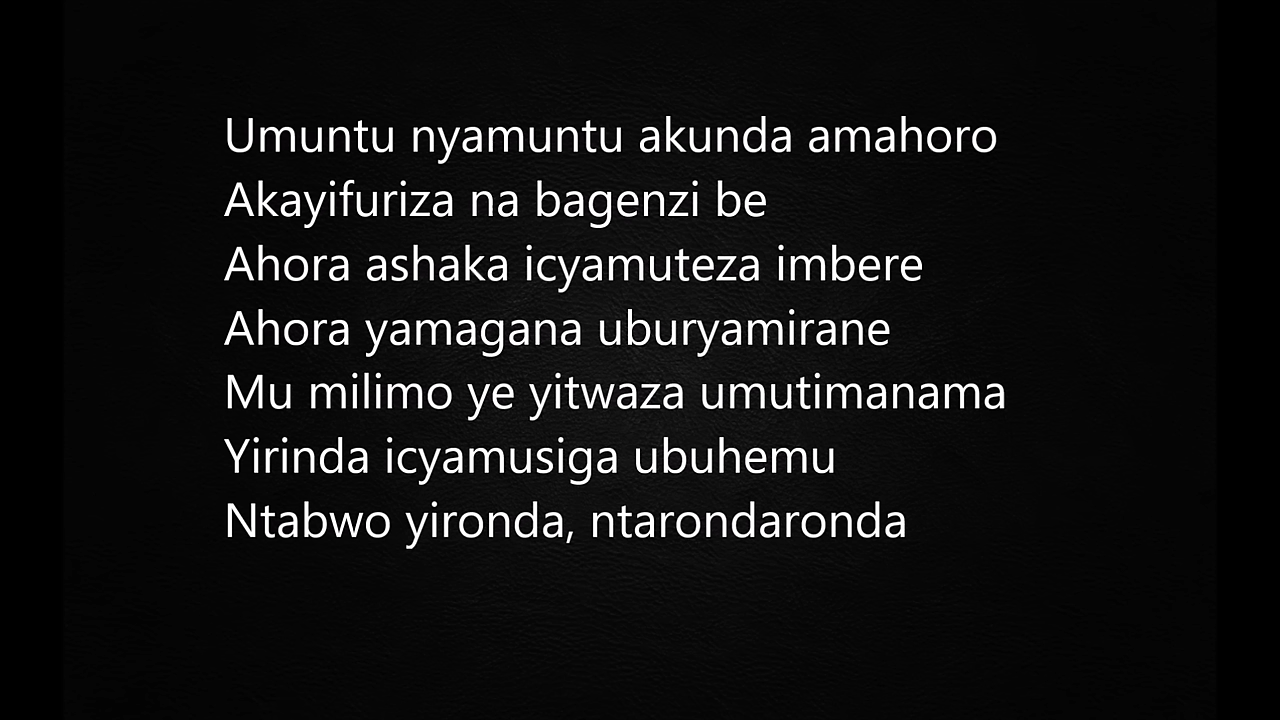 Umuntu nyamuntu akunda amahoro
Akayifuriza na bagenzi be
Ahora ashaka icyamuteza imbere
Ahora yamagana uburyamirane
Mu milimo ye yitwaza umutimanama
Yirinda icyamusiga ubuhemu
Ntabwo yironda, ntarondaronda